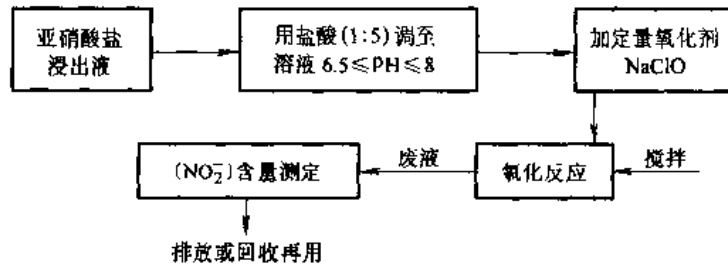 亚硝酸盐
浸出液
用盐酸(1:5)调至
溶液 6.5≤PH≤8
加定量氧化剂
NaClO
搅拌
氧化反应
废液
(NO₂⁻)含量测定
排放或回收再用